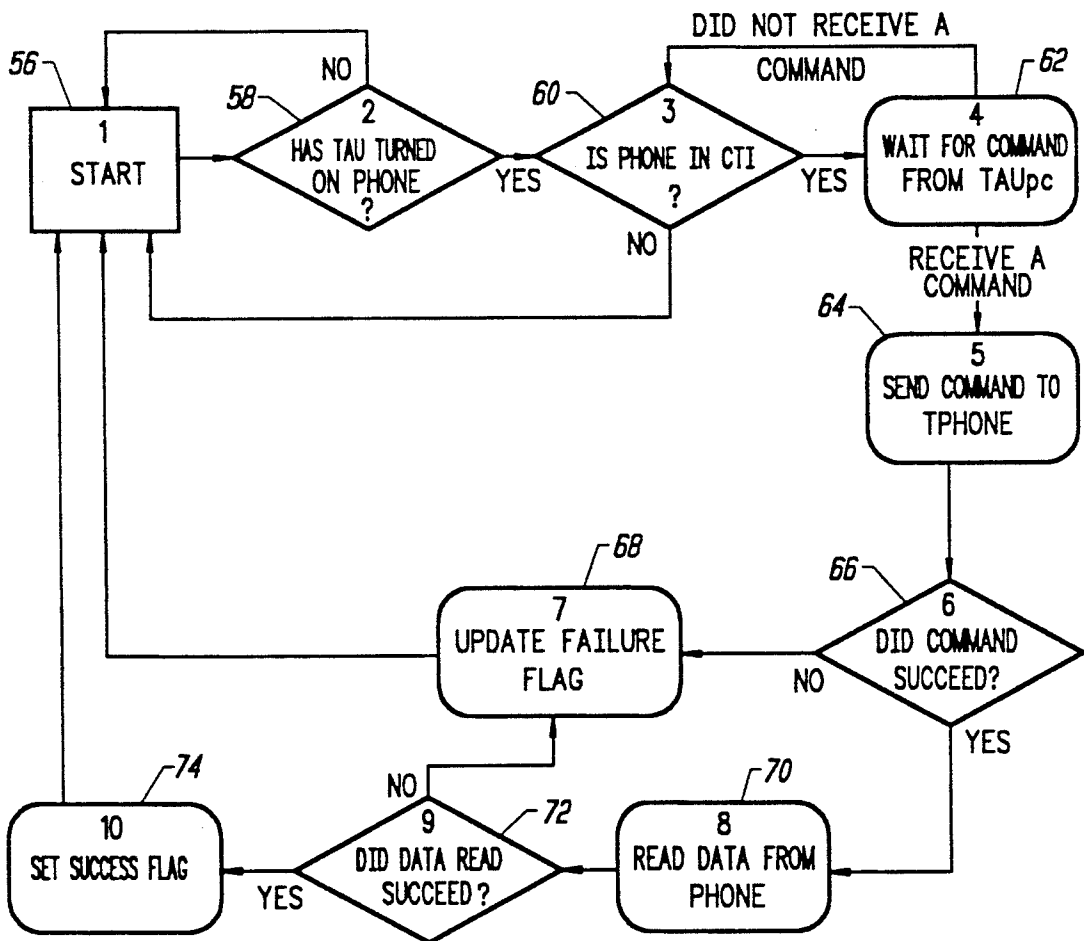 DID NOT RECEIVE A
COMMAND
56
NO
58
60
62
1
START
2
HAS TAU TURNED
ON PHONE
?
YES
3
IS PHONE IN CTI
?
YES
NO
4
WAIT FOR COMMAND
FROM TAUpc
RECEIVE A
COMMAND
64
5
SEND COMMAND TO
TPHONE
66
6
DID COMMAND
SUCCEED?
NO
YES
68
7
UPDATE FAILURE
FLAG
70
8
READ DATA FROM
PHONE
72
NO
9
DID DATA READ
SUCCEED?
YES
74
10
SET SUCCESS FLAG